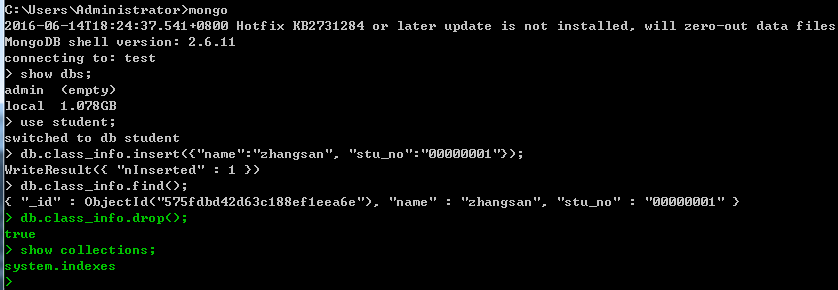 C:\Users\Administrator>mongo
2016-06-14T18:24:37.541+0800 Hotfix KB2731284 or later update is not installed, will zero-out data files
MongoDB shell version: 2.6.11
connecting to: test
> show dbs;
admin  (empty)
local  1.078GB
> use student;
switched to db student
> db.class_info.insert({"name":"zhangsan", "stu_no":"00000001"});
WriteResult({ "nInserted" : 1 })
> db.class_info.find();
{ "_id" : ObjectId("575fdbd42d63c188ef1eea6e"), "name" : "zhangsan", "stu_no" : "00000001" }
> db.class_info.drop();
true
> show collections;
system.indexes
>